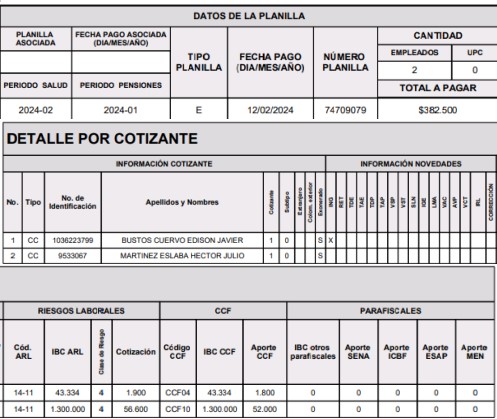 DATOS DE LA PLANILLA
PLANILLA ASOCIADA
FECHA PAGO ASOCIADA (DIA/MES/AÑO)
TIPO PLANILLA
FECHA PAGO (DIA/MES/AÑO)
NÚMERO PLANILLA
CANTIDAD
EMPLEADOS UPC
2 0
PERIODO SALUD PERIODO PENSIONES
TOTAL A PAGAR
2024-02 2024-01 E 12/02/2024 74709079 $382.500
DETALLE POR COTIZANTE
INFORMACIÓN COTIZANTE INFORMACIÓN NOVEDADES
No. Tipo No. de Identificación Apellidos y Nombres Cotizante Subtipo Extranjero Colom. exterior Exonerado ING RET TDE TAE TDP TAP VSP VST SLN IGE LMA VAC AVP VCT IRL CORRECCIÓN
1 CC 1036223799 BUSTOS CUERVO EDISON JAVIER 1 0 S X
2 CC 9533067 MARTINEZ ESLABA HECTOR JULIO 1 0 S
RIESGOS LABORALES CCF PARAFISCALES
Cód. ARL IBC ARL Clase de Riesgo Cotización Código CCF IBC CCF Aporte CCF IBC otros parafiscales Aporte SENA Aporte ICBF Aporte ESAP Aporte MEN
14-11 43.334 4 1.900 CCF04 43.334 1.800 0 0 0 0 0
14-11 1.300.000 4 56.600 CCF10 1.300.000 52.000 0 0 0 0 0